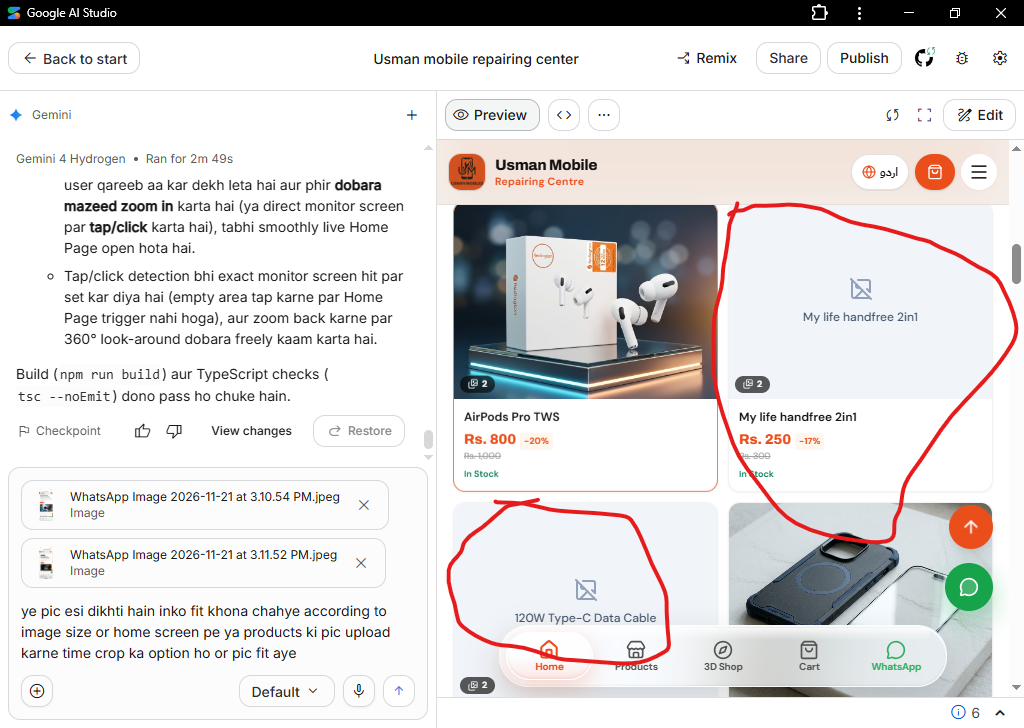 Google AI Studio
Back to start
Usman mobile repairing center
Remix
Share
Publish
Gemini
Gemini 4 Hydrogen • Ran for 2m 49s
user qareeb aa kar dekh leta hai aur phir dobara
mazeed zoom in karta hai (ya direct monitor screen
par tap/click karta hai), tabhi smoothly live Home
Page open hota hai.
Tap/click detection bhi exact monitor screen hit par
set kar diya hai (empty area tap karne par Home
Page trigger nahi hoga), aur zoom back karne par
360° look-around dobara freely kaam karta hai.
Build (npm run build) aur TypeScript checks (
tsc --noEmit) dono pass ho chuke hain.
Checkpoint
View changes
Restore
WhatsApp Image 2026-11-21 at 3.10.54 PM.jpeg
Image
WhatsApp Image 2026-11-21 at 3.11.52 PM.jpeg
Image
ye pic esi dikhti hain inko fit khona chahye according to
image size or home screen pe ya products ki pic upload
karne time crop ka option ho or pic fit aye
Default
Preview
Edit
Usman Mobile
Repairing Centre
اردو
2
AirPods Pro TWS
Rs. 800 -20%
Rs. 1,000
In Stock
My life handfree 2in1
2
My life handfree 2in1
Rs. 250 -17%
Rs. 300
In Stock
120W Type-C Data Cable
2
Home
Products
3D Shop
Cart
WhatsApp
6